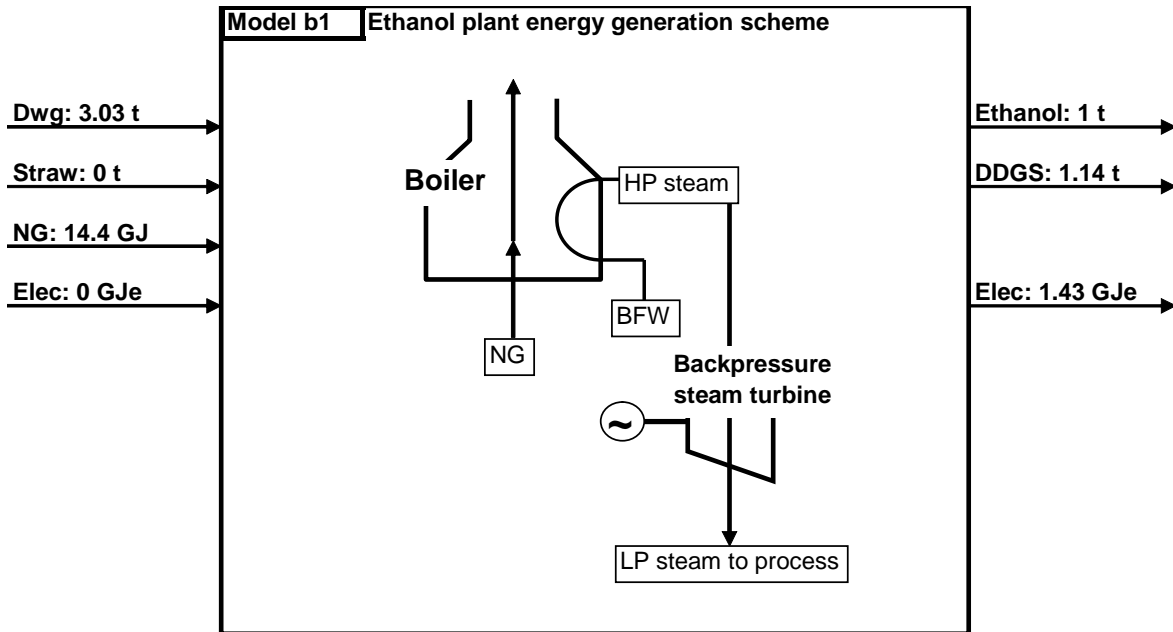 Model b1 Ethanol plant energy generation scheme
Dwg: 3.03 t
Straw: 0 t
NG: 14.4 GJ
Elec: 0 GJe
Boiler
HP steam
BFW
NG
Backpressure
steam turbine
~
LP steam to process
Ethanol: 1 t
DDGS: 1.14 t
Elec: 1.43 GJe